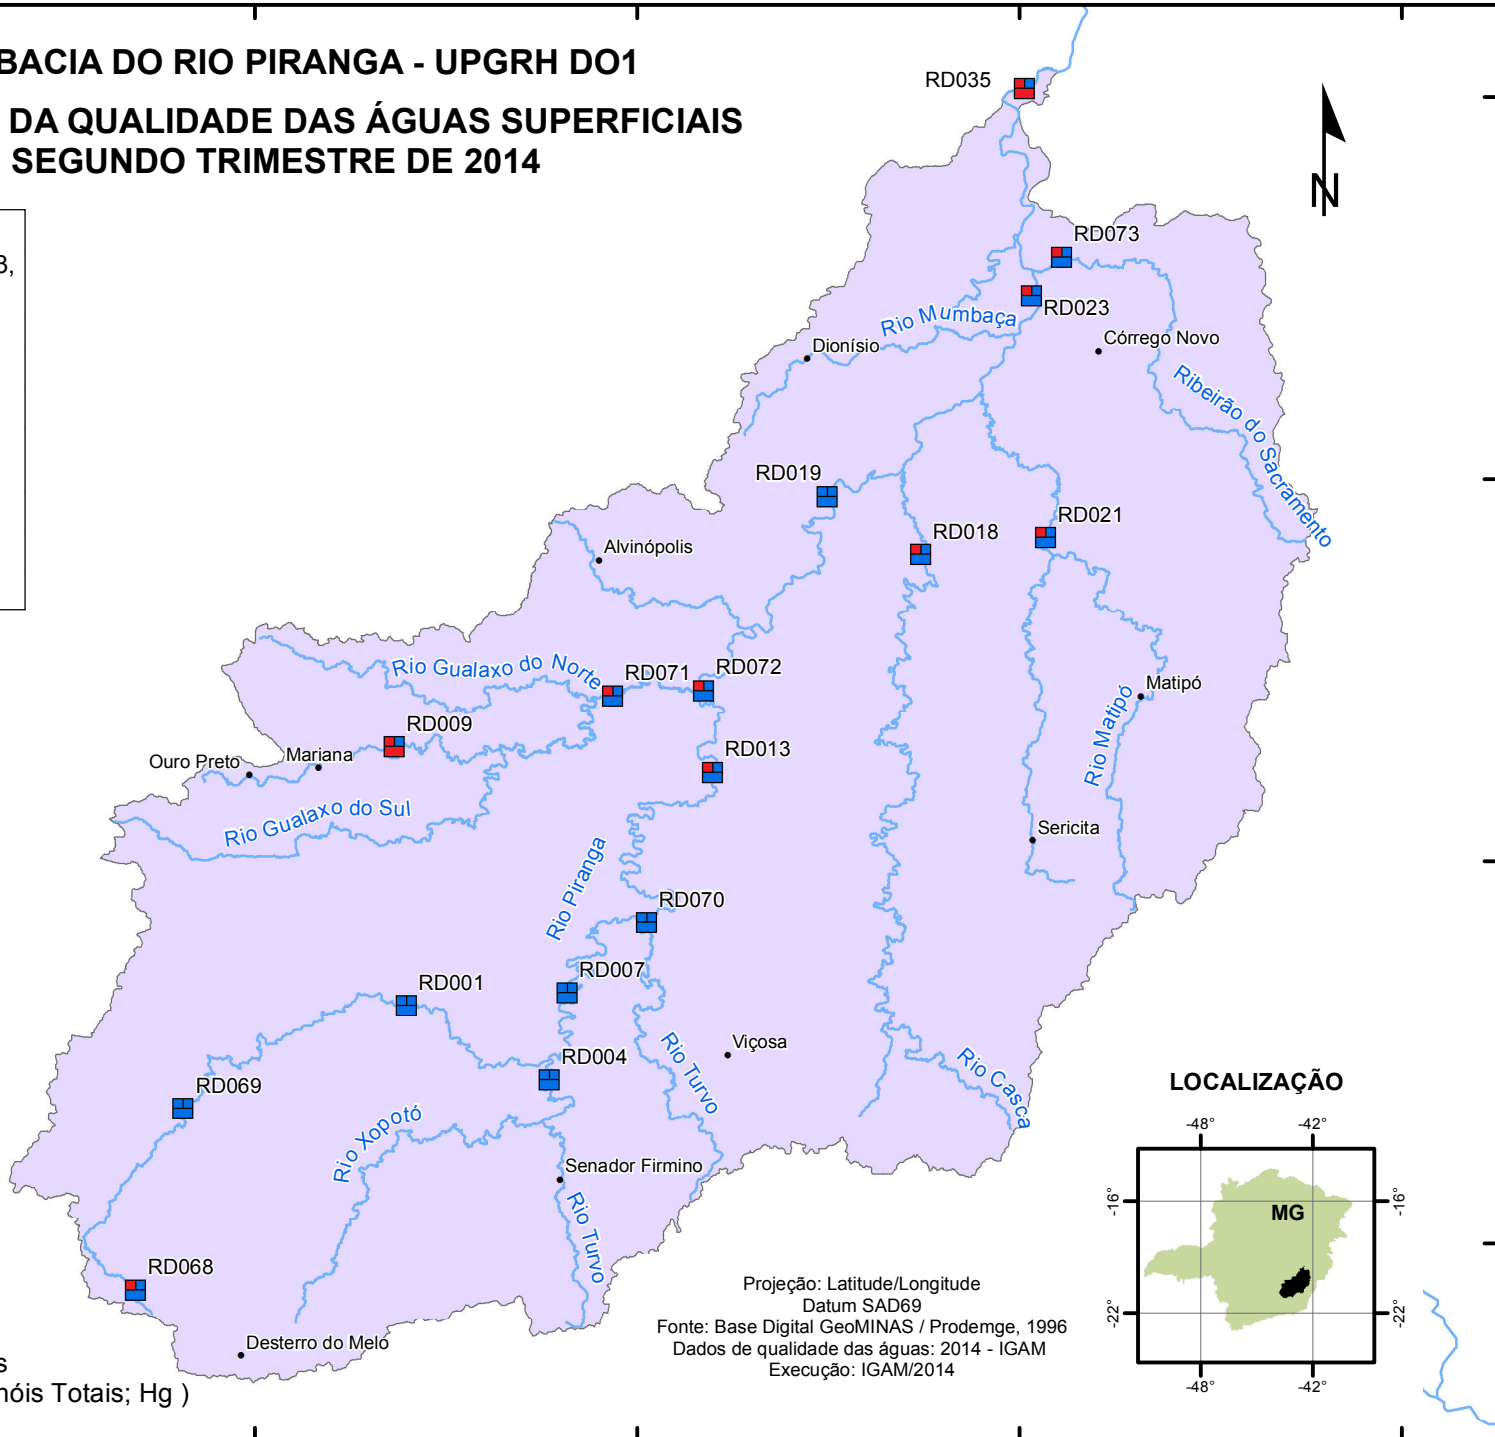 BACIA DO RIO PIRANGA - UPGRH DO1
DA QUALIDADE DAS ÁGUAS SUPERFICIAIS
SEGUNDO TRIMESTRE DE 2014
3,
RD035
N
RD073
RD023
Rio Mumbaça
Dionísio
Córrego Novo
Ribeirão do Sacramento
RD019
RD018
RD021
Alvinópolis
Rio Gualaxo do Norte
RD071
RD072
Matipó
RD009
Rio Matipó
Ouro Preto
Mariana
RD013
Rio Gualaxo do Sul
Sericita
Rio Piranga
RD070
RD007
RD001
Viçosa
Rio Turvo
RD004
Rio Casca
RD069
Rio Xopotó
Senador Firmino
Rio Turvo
RD068
Desterro do Melo
LOCALIZAÇÃO
-48°
-42°
-16°
-16°
MG
-22°
-22°
-48°
-42°
Projeção: Latitude/Longitude
Datum SAD69
Fonte: Base Digital GeoMINAS / Prodemge, 1996
Dados de qualidade das águas: 2014 - IGAM
Execução: IGAM/2014
s
nóis Totais; Hg )